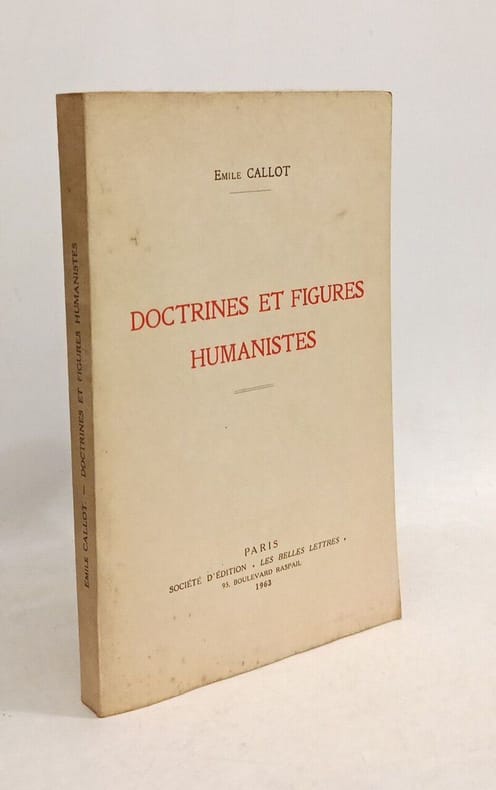 EMILE CALLOT
DOCTRINES ET FIGURES
HUMANISTES
PARIS
SOCIÉTÉ D'ÉDITION « LES BELLES LETTRES »
95, BOULEVARD RASPAIL
1963
EMILE CALLOT. — DOCTRINES ET FIGURES HUMANISTES